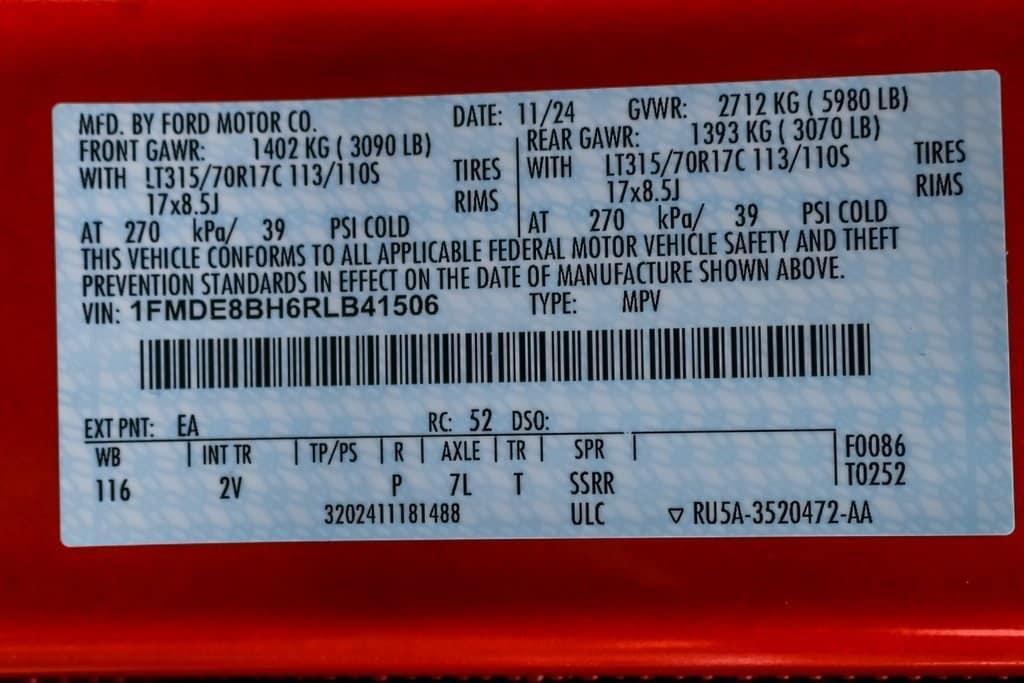 MFD. BY FORD MOTOR CO. DATE: 11/24 GVWR: 2712 KG ( 5980 LB)
FRONT GAWR: 1402 KG ( 3090 LB) REAR GAWR: 1393 KG ( 3070 LB)
WITH LT315/70R17C 113/110S TIRES WITH LT315/70R17C 113/110S TIRES
17x8.5J RIMS 17x8.5J RIMS
AT 270 kPa/ 39 PSI COLD AT 270 kPa/ 39 PSI COLD
THIS VEHICLE CONFORMS TO ALL APPLICABLE FEDERAL MOTOR VEHICLE SAFETY AND THEFT
PREVENTION STANDARDS IN EFFECT ON THE DATE OF MANUFACTURE SHOWN ABOVE.
VIN: 1FMDE8BH6RLB41506 TYPE: MPV
EXT PNT: EA RC: 52 DSO:
WB INT TR TP/PS R AXLE TR SPR F0086
116 2V P 7L T SSRR T0252
3202411181488 ULC ▽ RU5A-3520472-AA